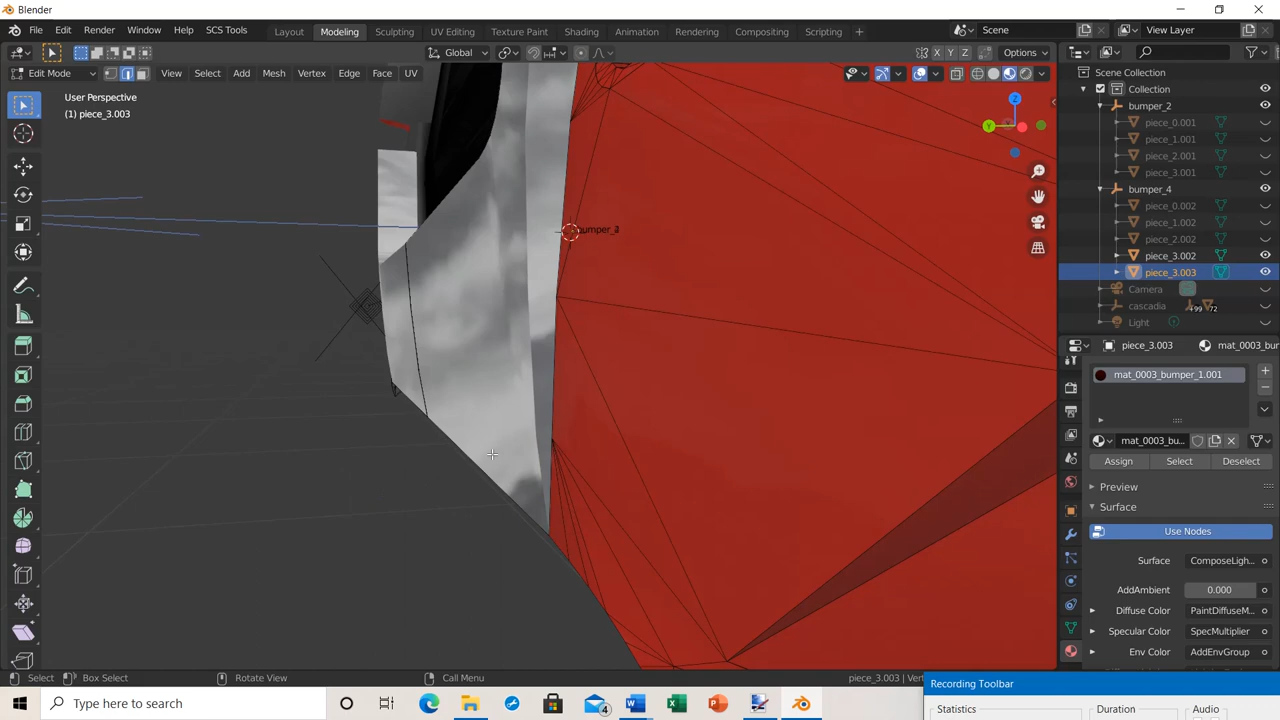 Blender
File Edit Render Window Help SCS Tools Layout Modeling Sculpting UV Editing Texture Paint Shading Animation Rendering Compositing Scripting + Scene View Layer
Global X Y Z Options
Edit Mode View Select Add Mesh Vertex Edge Face UV
User Perspective
(1) piece_3.003
Z
Y
Scene Collection
Collection
bumper_2
piece_0.001
piece_1.001
piece_2.001
piece_3.001
bumper_4
piece_0.002
piece_1.002
piece_2.002
piece_3.002
piece_3.003
Camera
cascadia +99 72
Light
piece_3.003 mat_0003_bum
mat_0003_bumper_1.001
mat_0003_bu...
Assign Select Deselect
Preview
Surface
Use Nodes
Surface ComposeLigh...
AddAmbient 0.000
Diffuse Color PaintDiffuseM...
Specular Color SpecMultiplier
Env Color AddEnvGroup
Select Box Select Rotate View Call Menu piece_3.003 | Vert
Recording Toolbar
Statistics Duration Audio
Type here to search 4